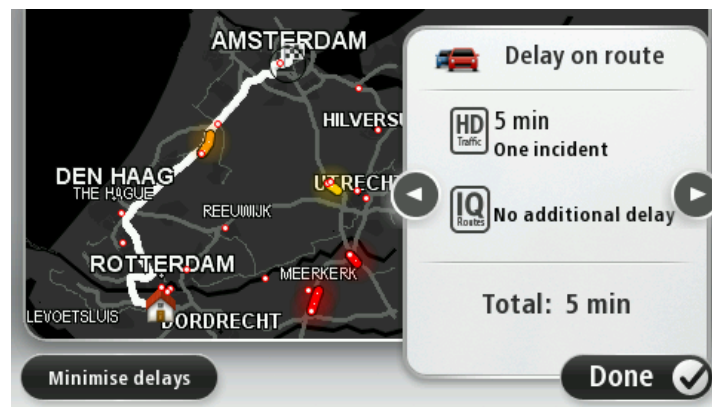 AMSTERDAM
HILVERSU
DEN HAAG
THE HAGUE
UTRECH
REEUWIJK
ROTTERDAM
MEERKERK
LEVOETSLUIS
DORDRECHT
Delay on route
HD
Traffic
5 min
One incident
IQ
Routes
No additional delay
Total: 5 min
Minimise delays
Done